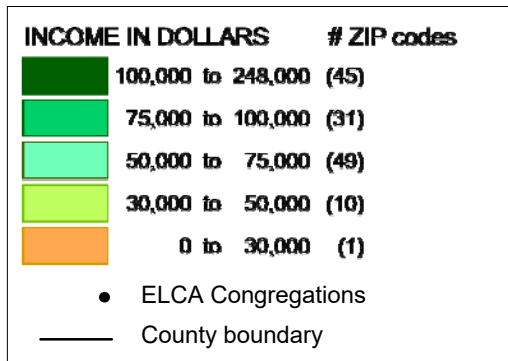 INCOME IN DOLLARS # ZIP codes
100,000 to 248,000 (45)
75,000 to 100,000 (31)
50,000 to 75,000 (49)
30,000 to 50,000 (10)
0 to 30,000 (1)
ELCA Congregations
County boundary